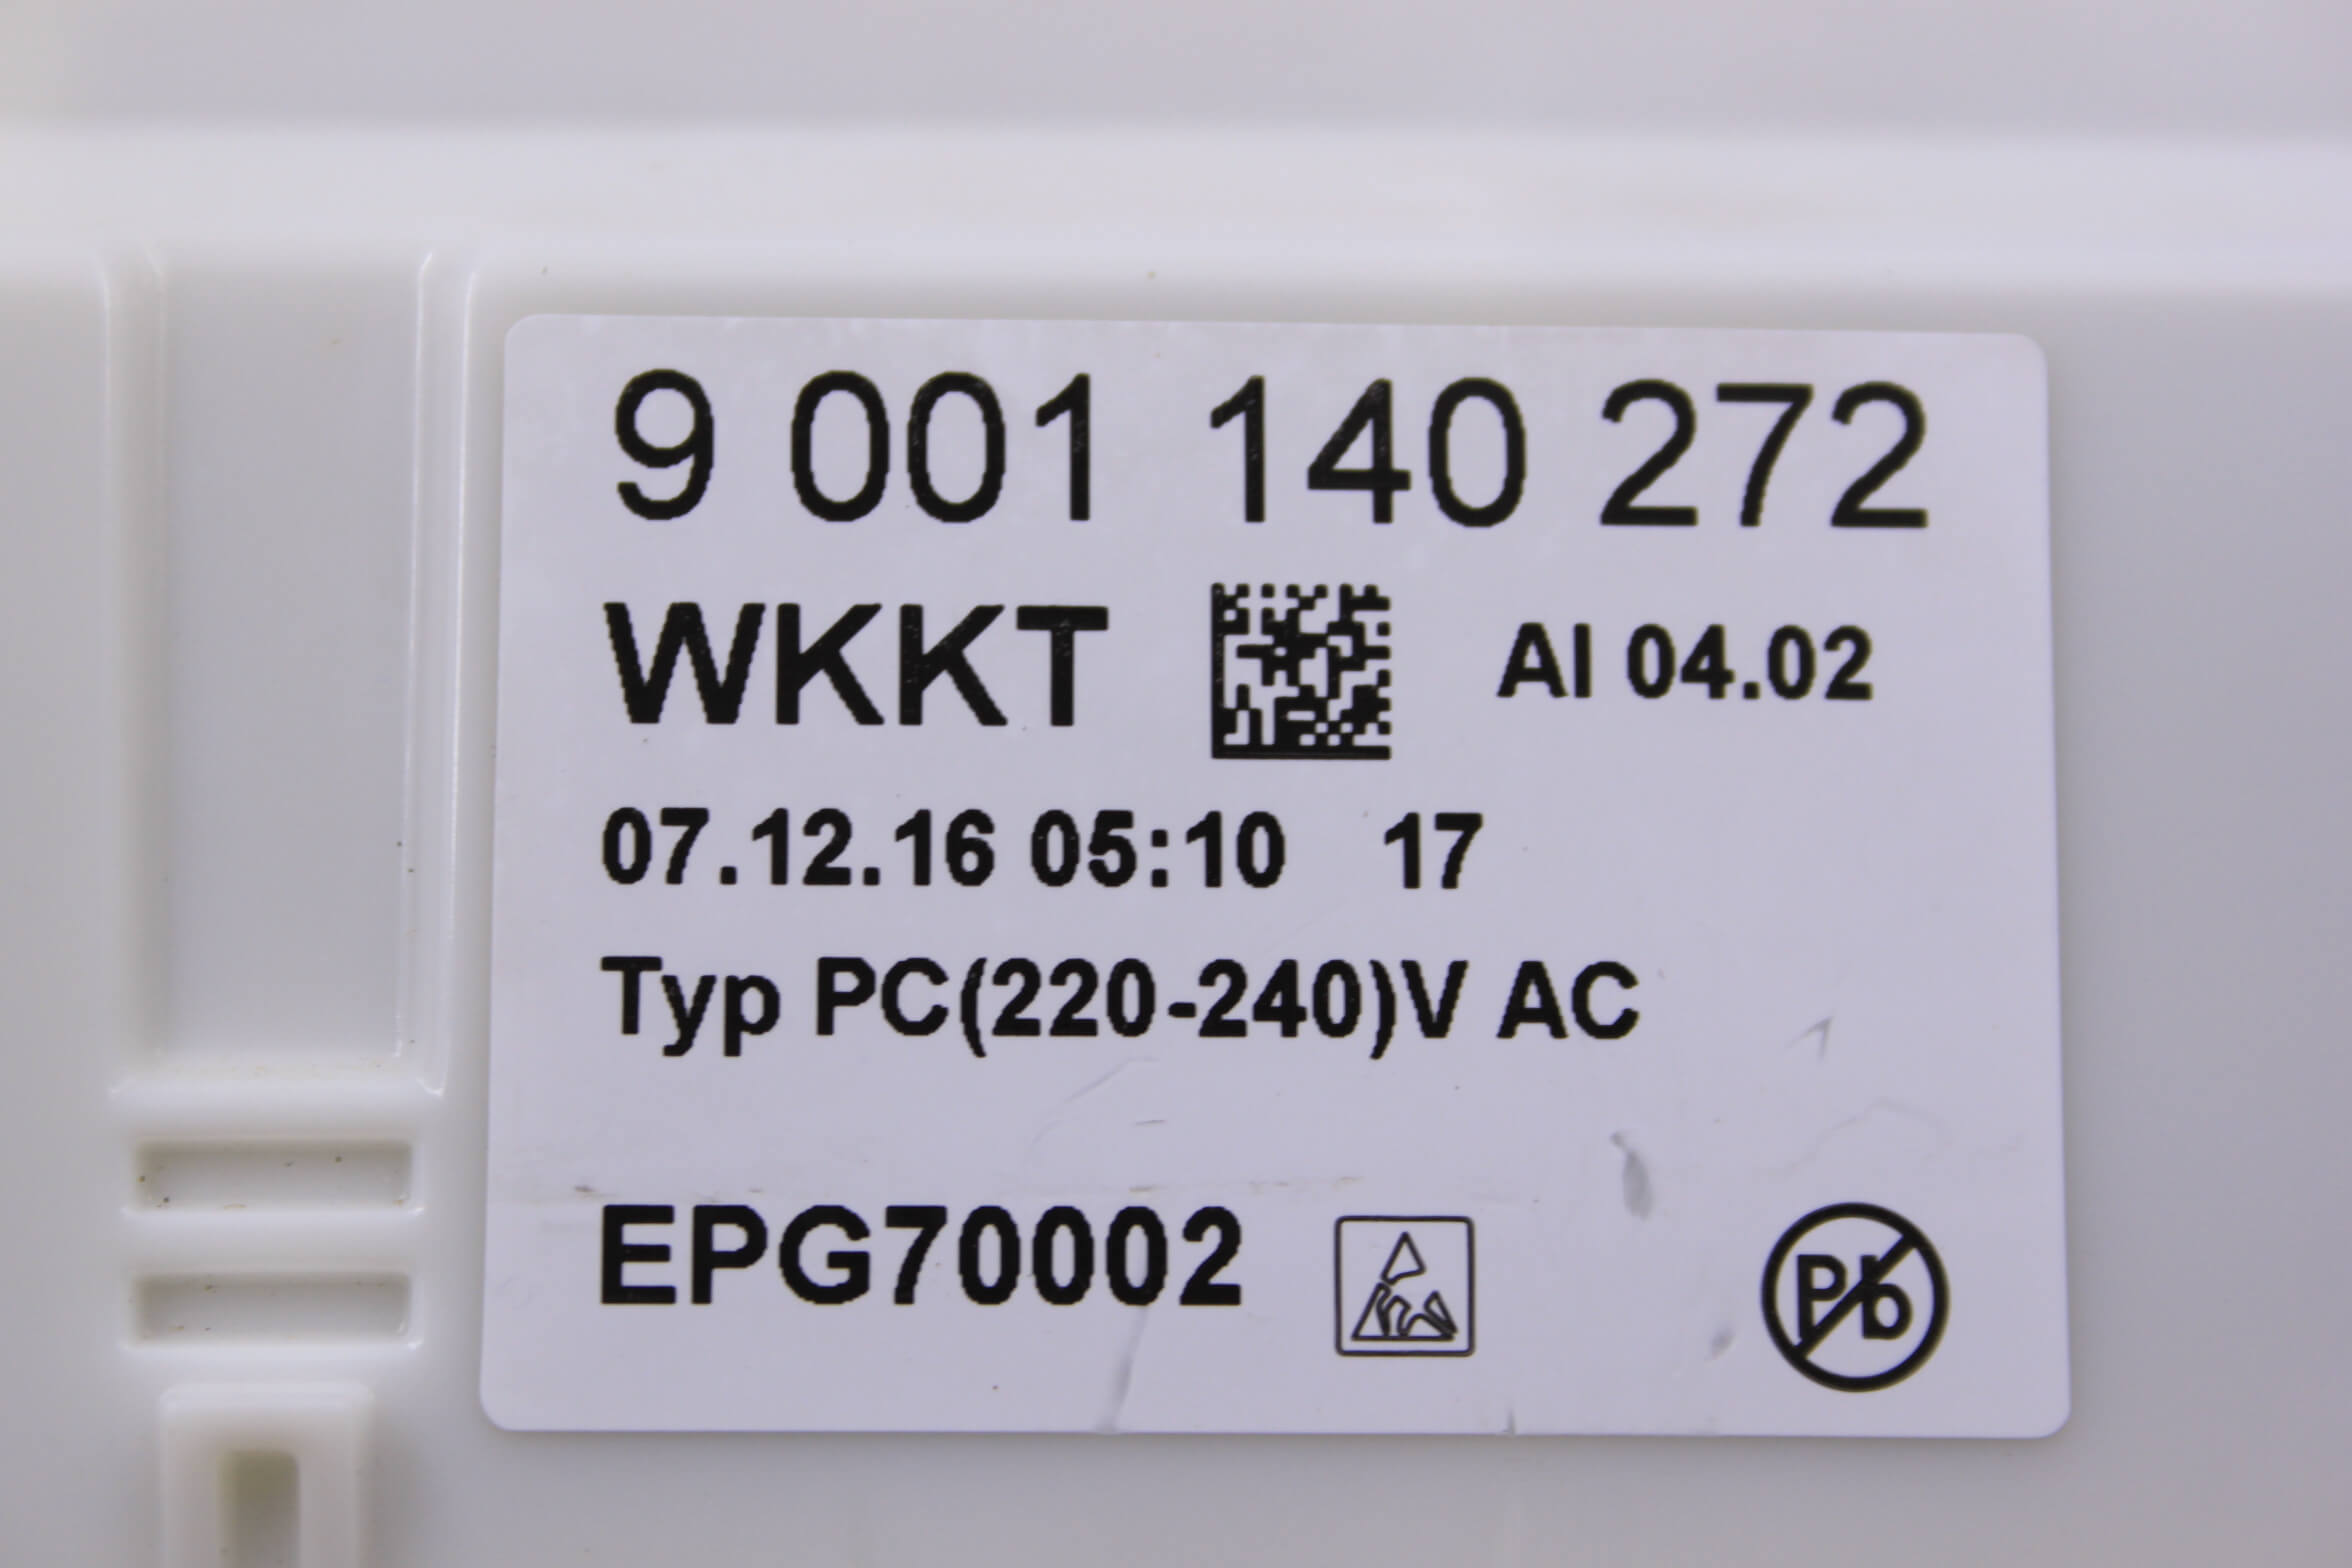 9 001 140 272
WKKT AI 04.02
07.12.16 05:10 17
Typ PC(220-240)V AC
EPG70002
Pb